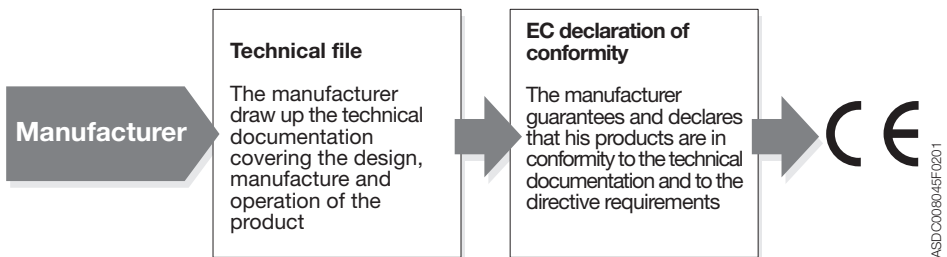 Manufacturer
Technical file
The manufacturer
draw up the technical
documentation
covering the design,
manufacture and
operation of the
product
EC declaration of
conformity
The manufacturer
guarantees and declares
that his products are in
conformity to the technical
documentation and to the
directive requirements
CE
ASDC008045F0201